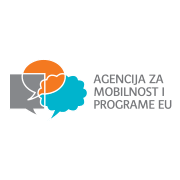 AGENCIJA ZA
MOBILNOST I
PROGRAME EU